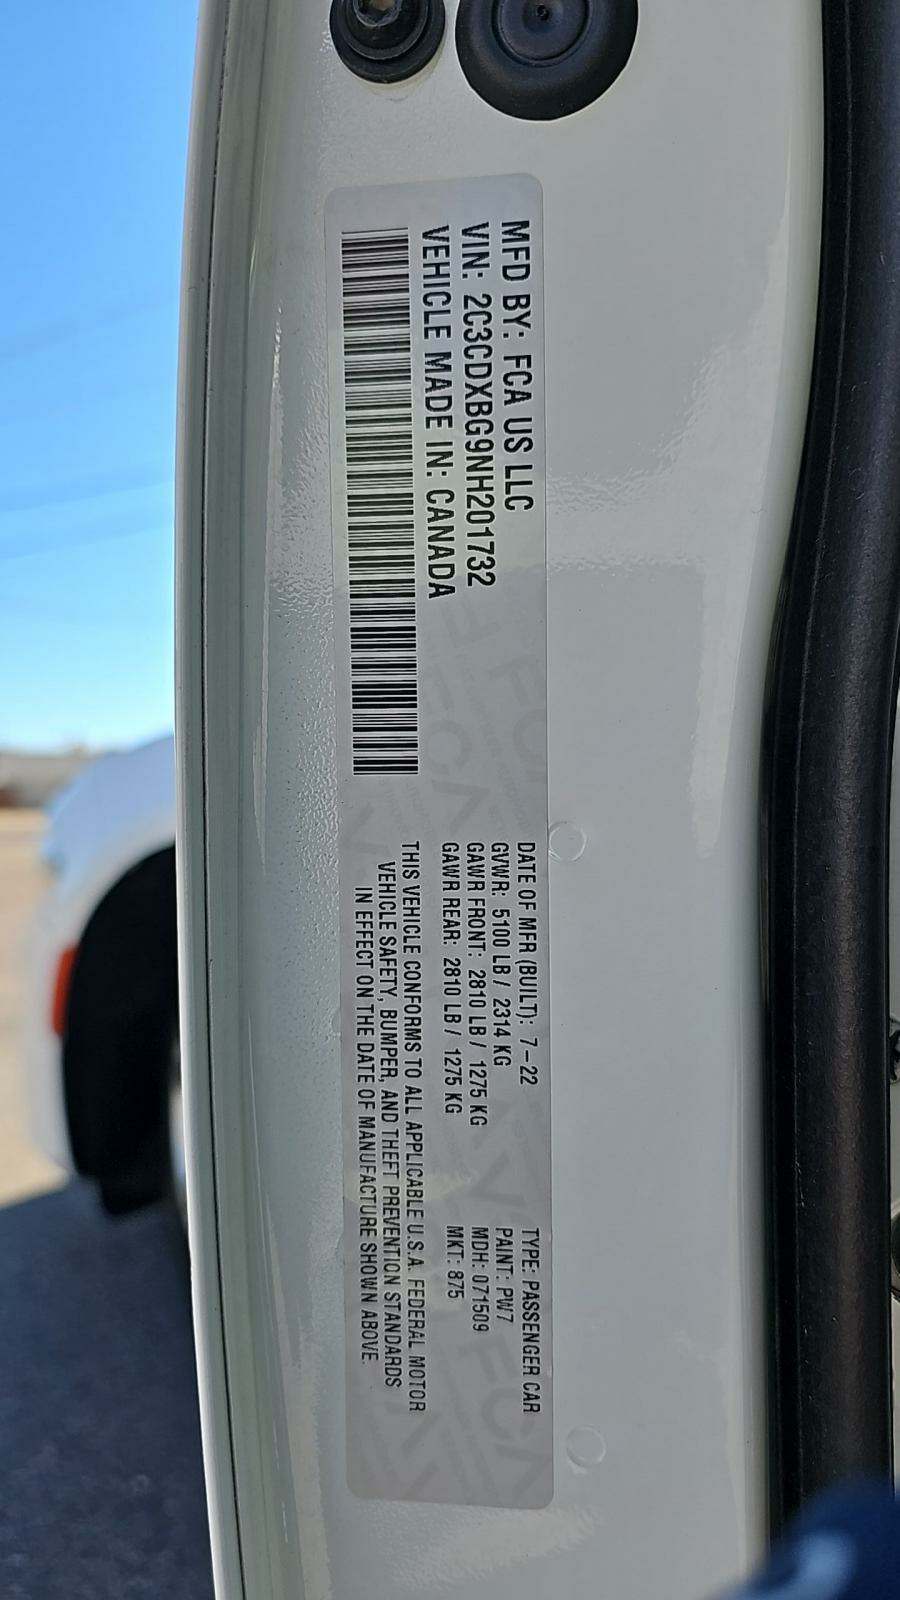 MFD BY: FCA US LLC
VIN: 2C3CDXBG9NH201732
VEHICLE MADE IN: CANADA
DATE OF MFR (BUILT): 7-22
GVWR: 5100 LB / 2314 KG
GAWR FRONT: 2810 LB / 1275 KG
GAWR REAR: 2810 LB / 1275 KG
TYPE: PASSENGER CAR
PAINT: PW7
MDH: 071509
MKT: 875
THIS VEHICLE CONFORMS TO ALL APPLICABLE U.S.A. FEDERAL MOTOR
VEHICLE SAFETY, BUMPER, AND THEFT PREVENTION STANDARDS
IN EFFECT ON THE DATE OF MANUFACTURE SHOWN ABOVE.
FCA
FCA
FCA